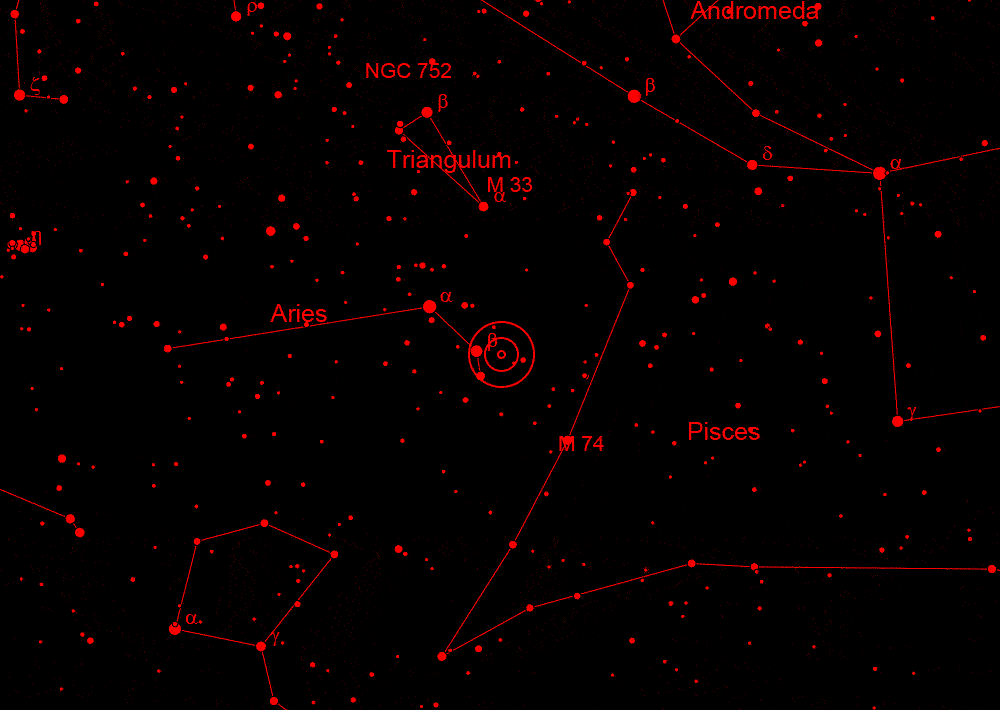 Andromeda
ρ
NGC 752
ζ
β
β
δ
Triangulum
α
M 33
α
η
α
Aries
β
γ
Pisces
M 74
α
γ